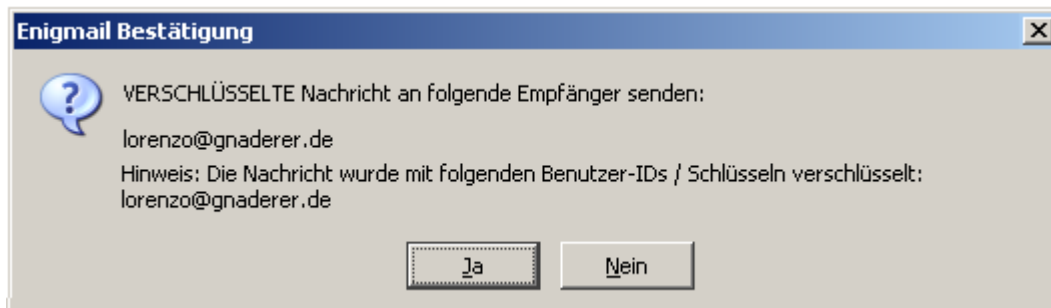 Enigmail Bestätigung
VERSCHLÜSSELTE Nachricht an folgende Empfänger senden:
lorenzo@gnaderer.de
Hinweis: Die Nachricht wurde mit folgenden Benutzer-IDs / Schlüsseln verschlüsselt:
lorenzo@gnaderer.de
Ja
Nein